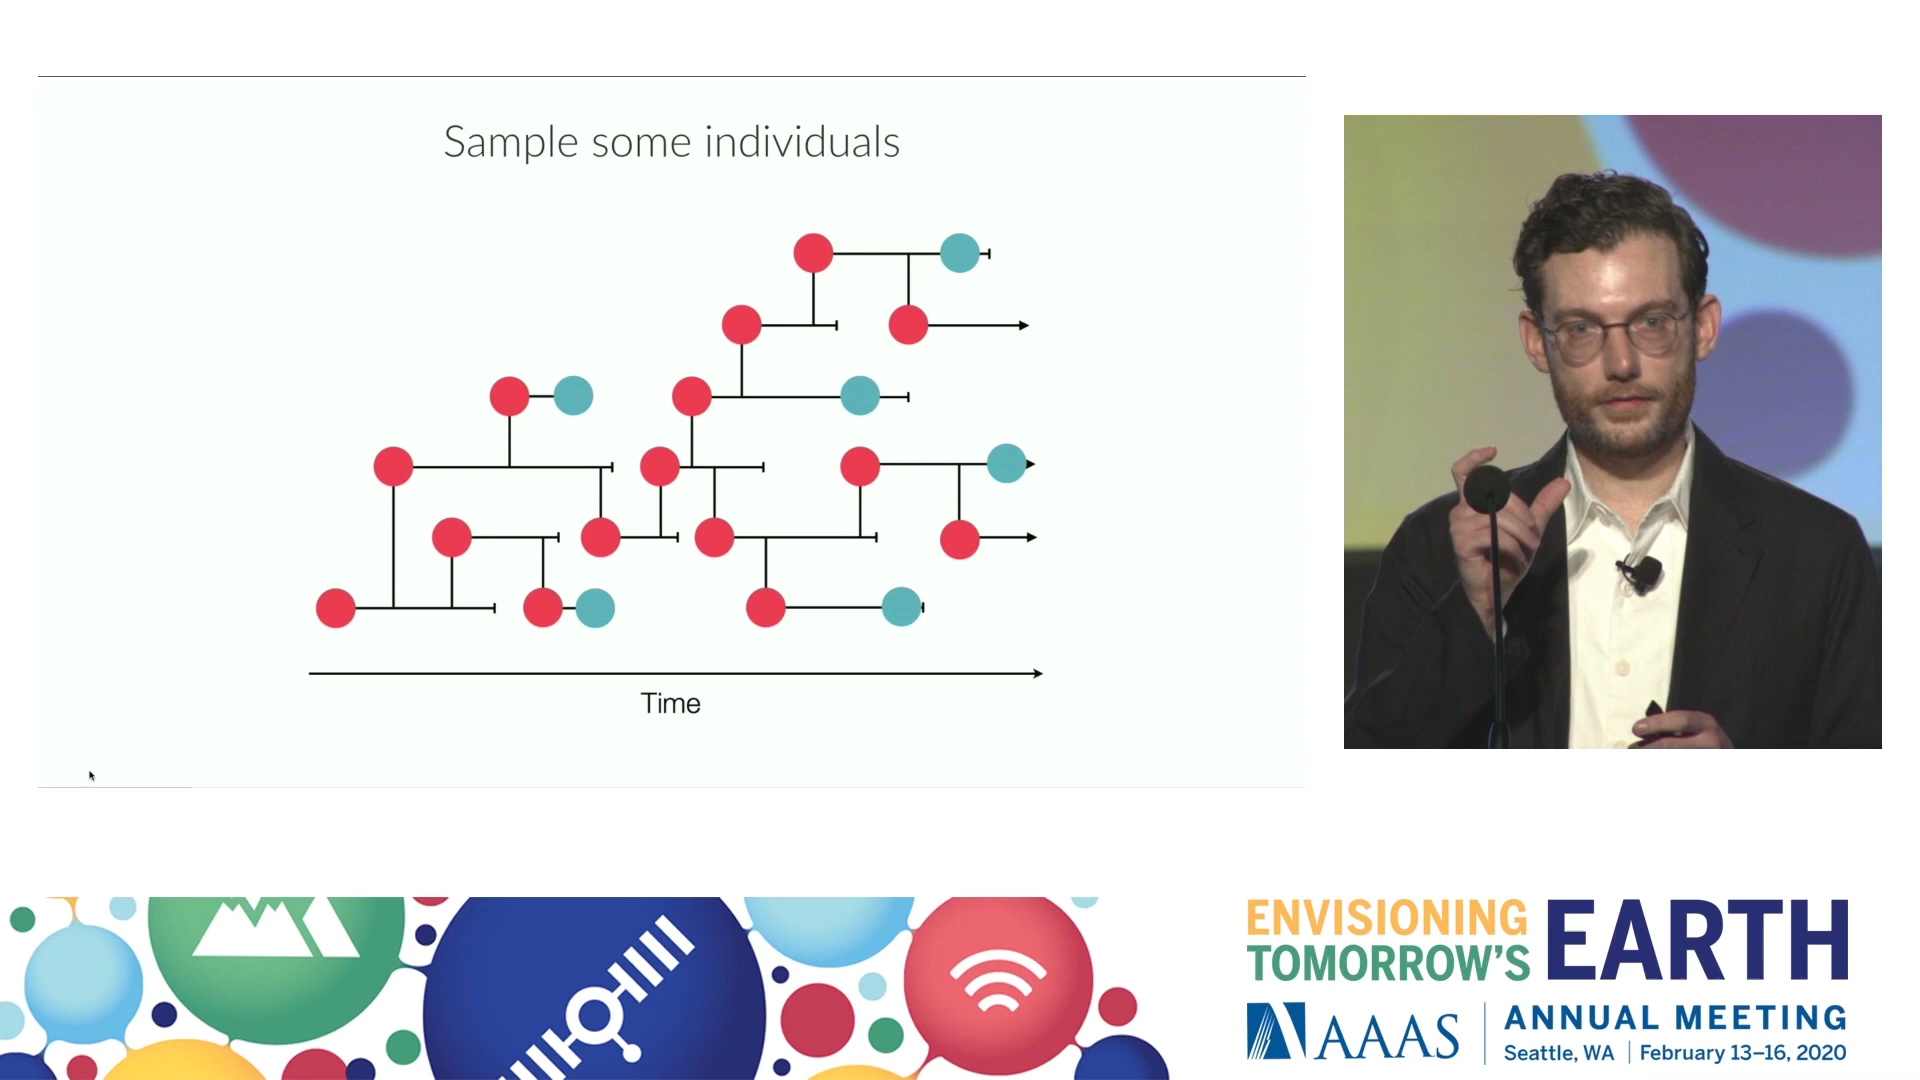 Sample some individuals
Time
ENVISIONING
TOMORROW'S
EARTH
AAAS
ANNUAL MEETING
Seattle, WA | February 13–16, 2020